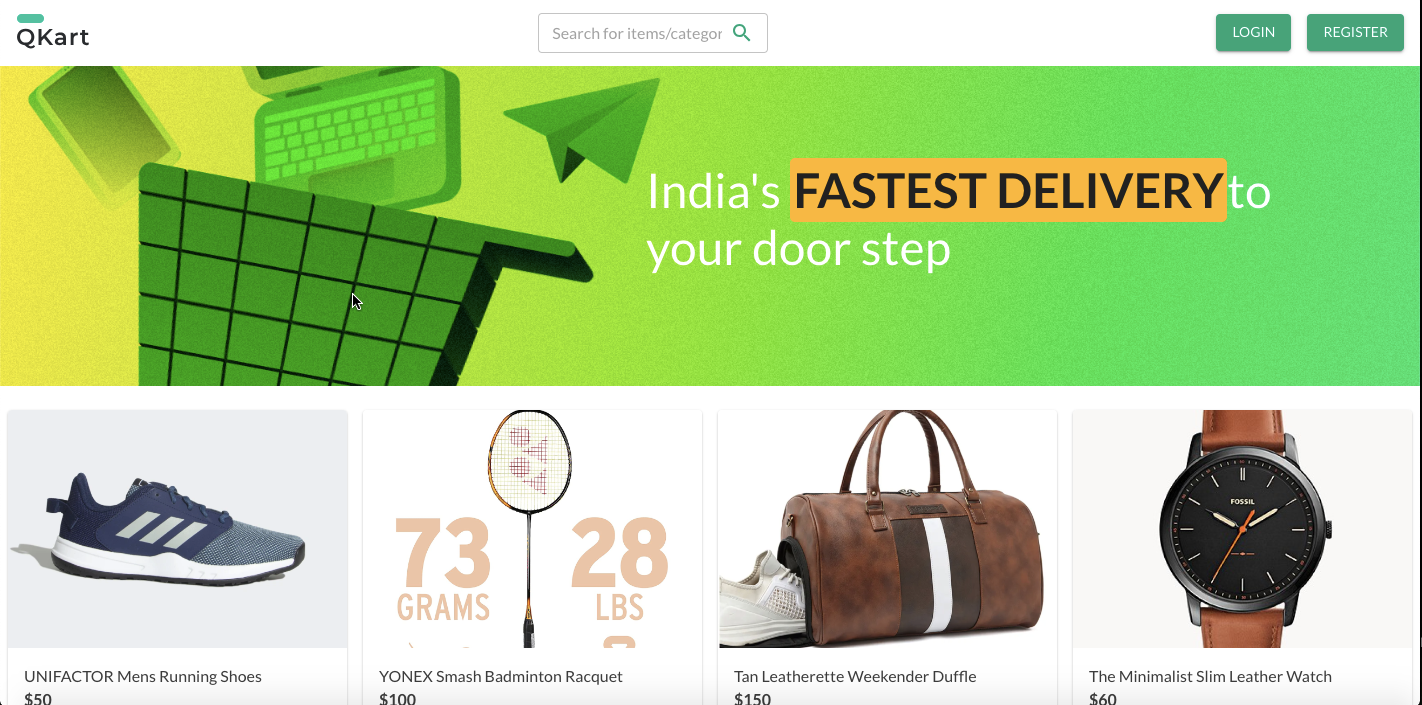 QKart
Search for items/categor
LOGIN
REGISTER
India's FASTEST DELIVERY to
your door step
73
GRAMS
28
LBS
FOSSIL
UNIFACTOR Mens Running Shoes
$50
YONEX Smash Badminton Racquet
$100
Tan Leatherette Weekender Duffle
$150
The Minimalist Slim Leather Watch
$60